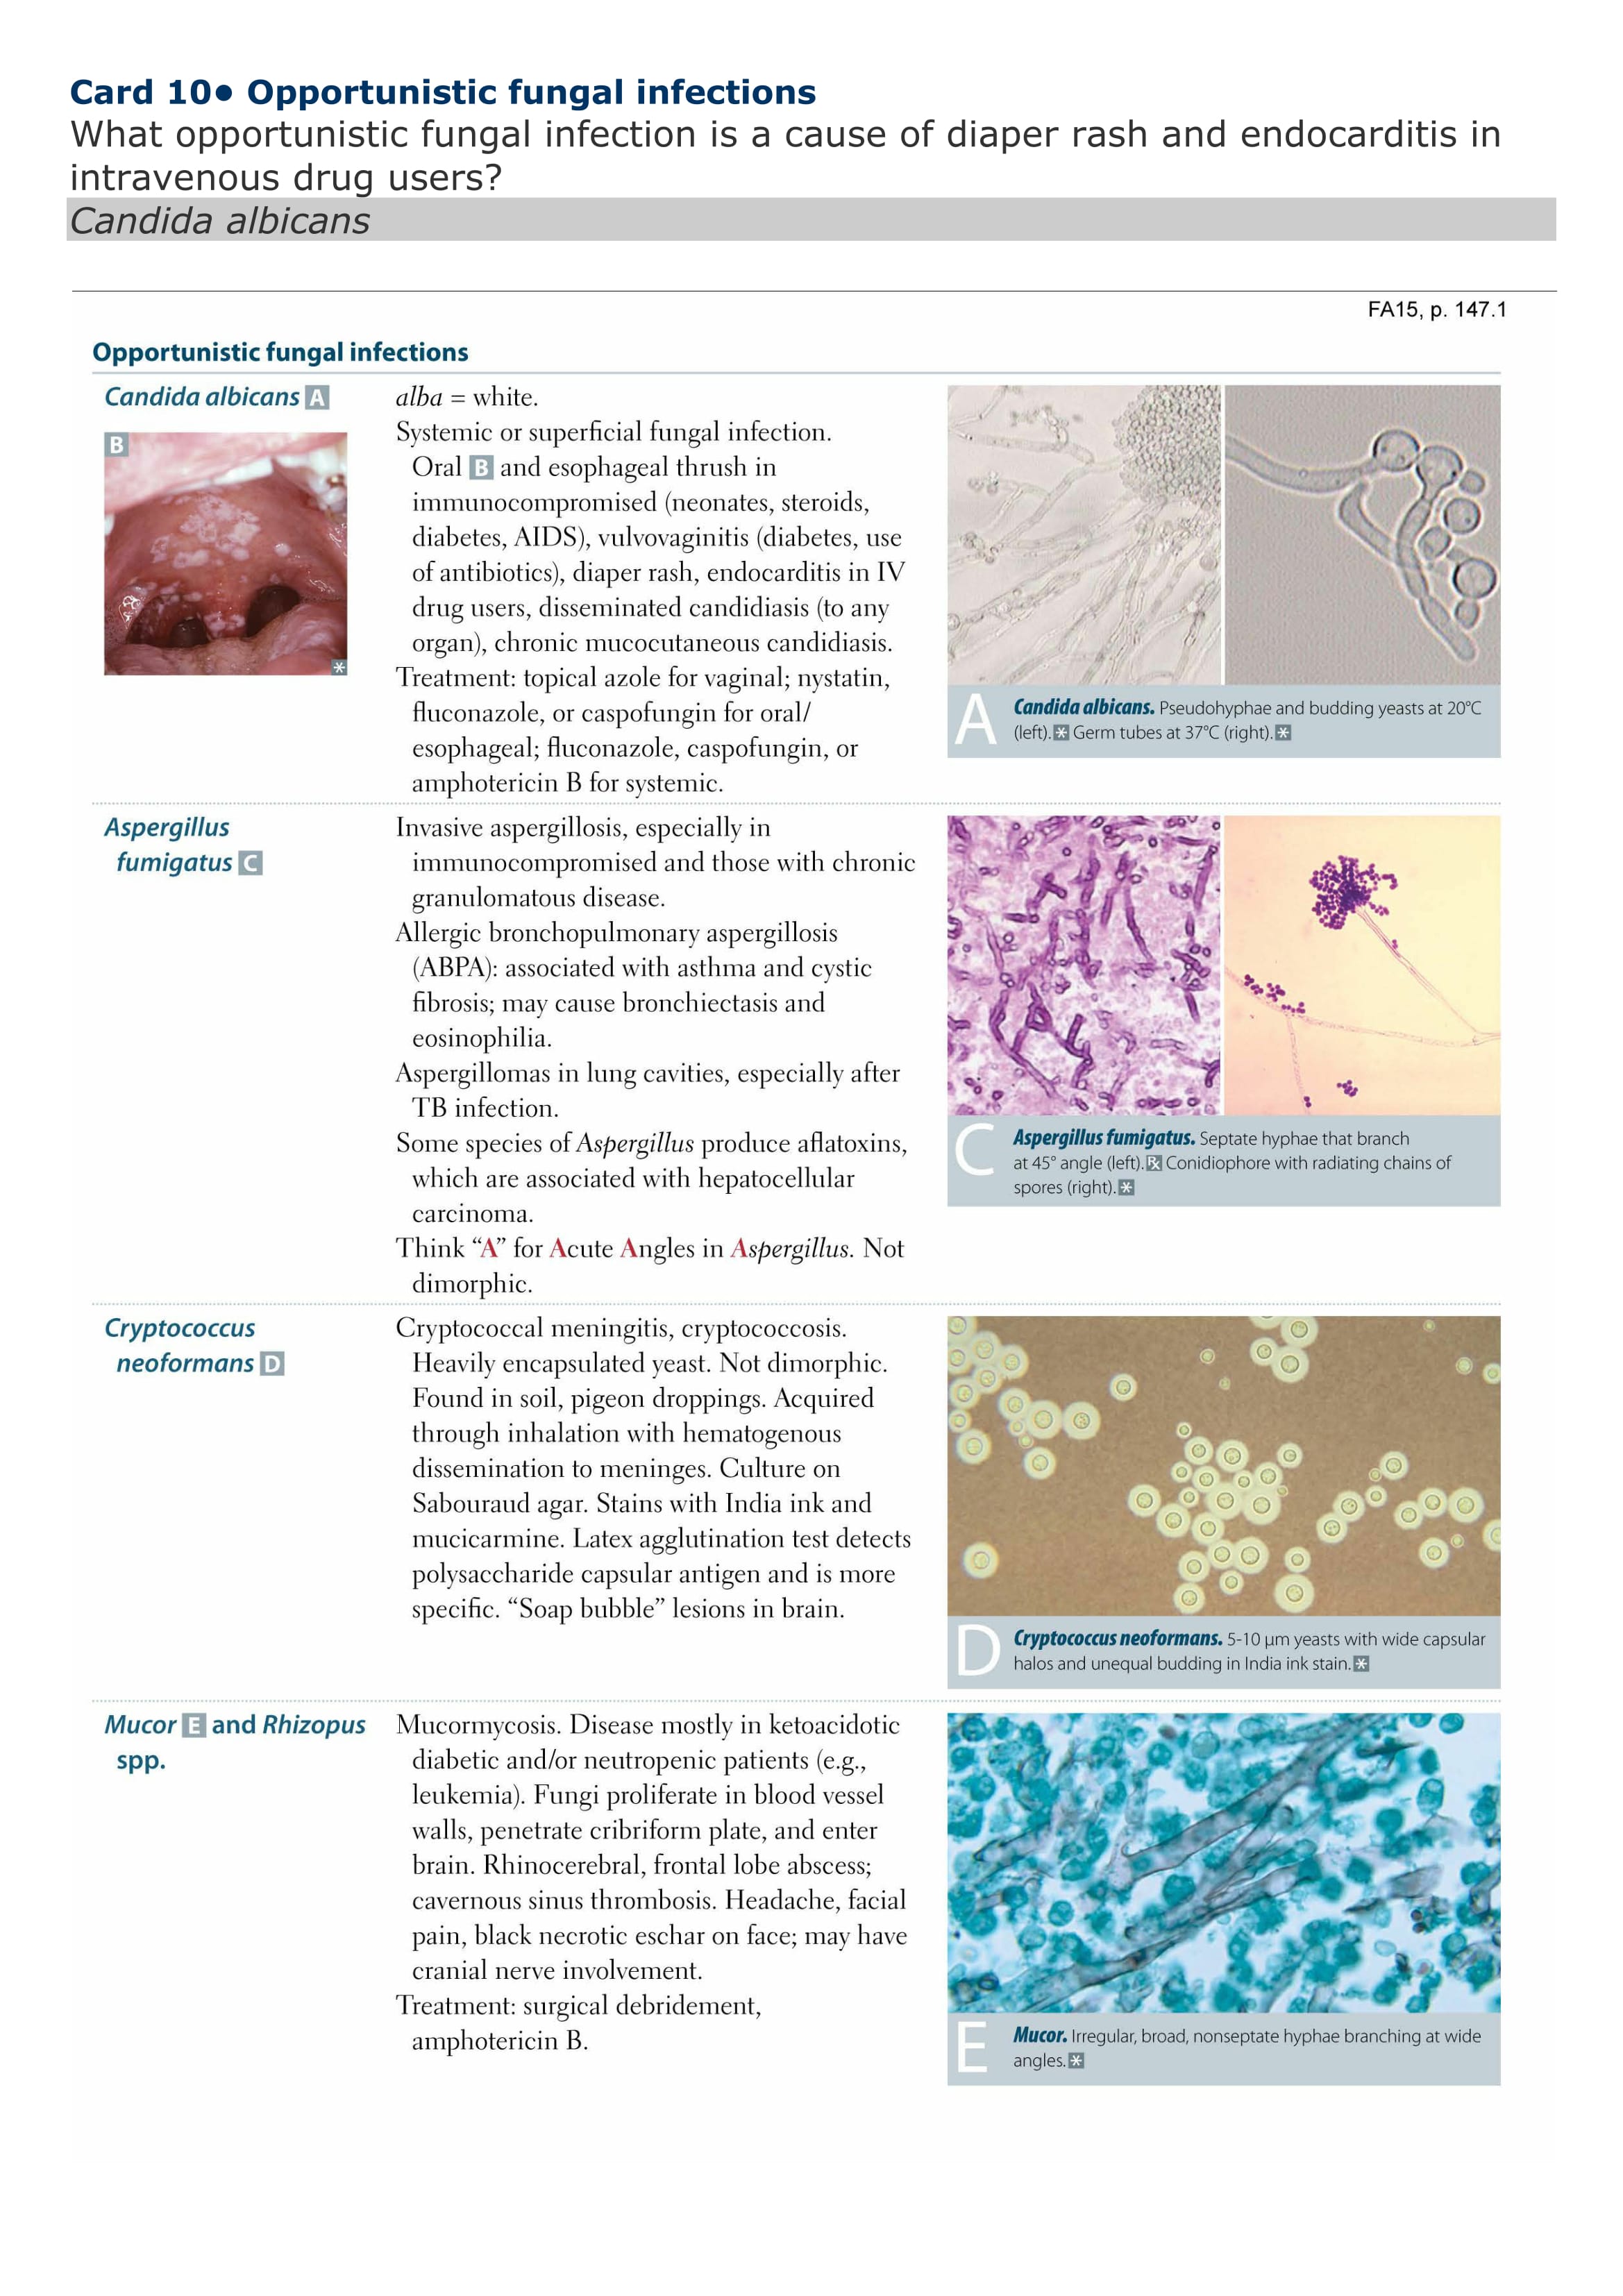 Card 10• Opportunistic fungal infections
What opportunistic fungal infection is a cause of diaper rash and endocarditis in
intravenous drug users?
Candida albicans
FA15, p. 147.1
Opportunistic fungal infections
Candida albicans A
B
alba = white.
Systemic or superficial fungal infection.
Oral B and esophageal thrush in
immunocompromised (neonates, steroids,
diabetes, AIDS), vulvovaginitis (diabetes, use
of antibiotics), diaper rash, endocarditis in IV
drug users, disseminated candidiasis (to any
organ), chronic mucocutaneous candidiasis.
Treatment: topical azole for vaginal; nystatin,
fluconazole, or caspofungin for oral/
esophageal; fluconazole, caspofungin, or
amphotericin B for systemic.
A
Candida albicans. Pseudohyphae and budding yeasts at 20°C
(left). Germ tubes at 37°C (right).
Aspergillus
fumigatus C
Invasive aspergillosis, especially in
immunocompromised and those with chronic
granulomatous disease.
Allergic bronchopulmonary aspergillosis
(ABPA): associated with asthma and cystic
fibrosis; may cause bronchiectasis and
eosinophilia.
Aspergillomas in lung cavities, especially after
TB infection.
Some species of Aspergillus produce aflatoxins,
which are associated with hepatocellular
carcinoma.
Think “A” for Acute Angles in Aspergillus. Not
dimorphic.
C
Aspergillus fumigatus. Septate hyphae that branch
at 45° angle (left). ℞ Conidiophore with radiating chains of
spores (right).
Cryptococcus
neoformans D
Cryptococcal meningitis, cryptococcosis.
Heavily encapsulated yeast. Not dimorphic.
Found in soil, pigeon droppings. Acquired
through inhalation with hematogenous
dissemination to meninges. Culture on
Sabouraud agar. Stains with India ink and
mucicarmine. Latex agglutination test detects
polysaccharide capsular antigen and is more
specific. “Soap bubble” lesions in brain.
D
Cryptococcus neoformans. 5-10 μm yeasts with wide capsular
halos and unequal budding in India ink stain.
Mucor E and Rhizopus
spp.
Mucormycosis. Disease mostly in ketoacidotic
diabetic and/or neutropenic patients (e.g.,
leukemia). Fungi proliferate in blood vessel
walls, penetrate cribriform plate, and enter
brain. Rhinocerebral, frontal lobe abscess;
cavernous sinus thrombosis. Headache, facial
pain, black necrotic eschar on face; may have
cranial nerve involvement.
Treatment: surgical debridement,
amphotericin B.
E
Mucor. Irregular, broad, nonseptate hyphae branching at wide
angles.